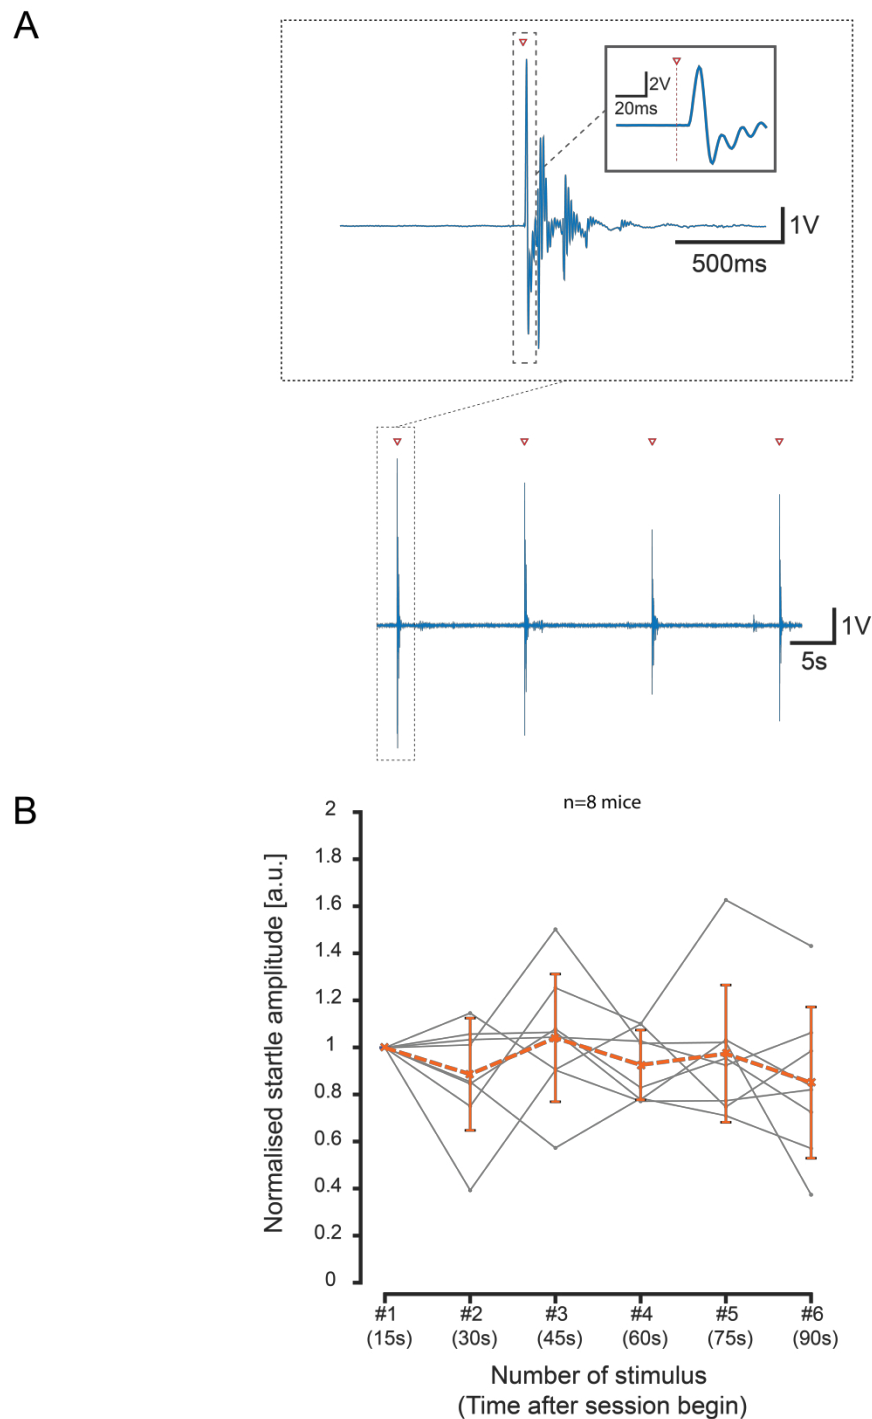 A
2V
20ms
1V
500ms
1V
5s
B
n=8 mice
2
1.8
1.6
1.4
1.2
1
0.8
0.6
0.4
0.2
0
Normalised startle amplitude [a.u.]
#1 #2 #3 #4 #5 #6
(15s) (30s) (45s) (60s) (75s) (90s)
Number of stimulus
(Time after session begin)